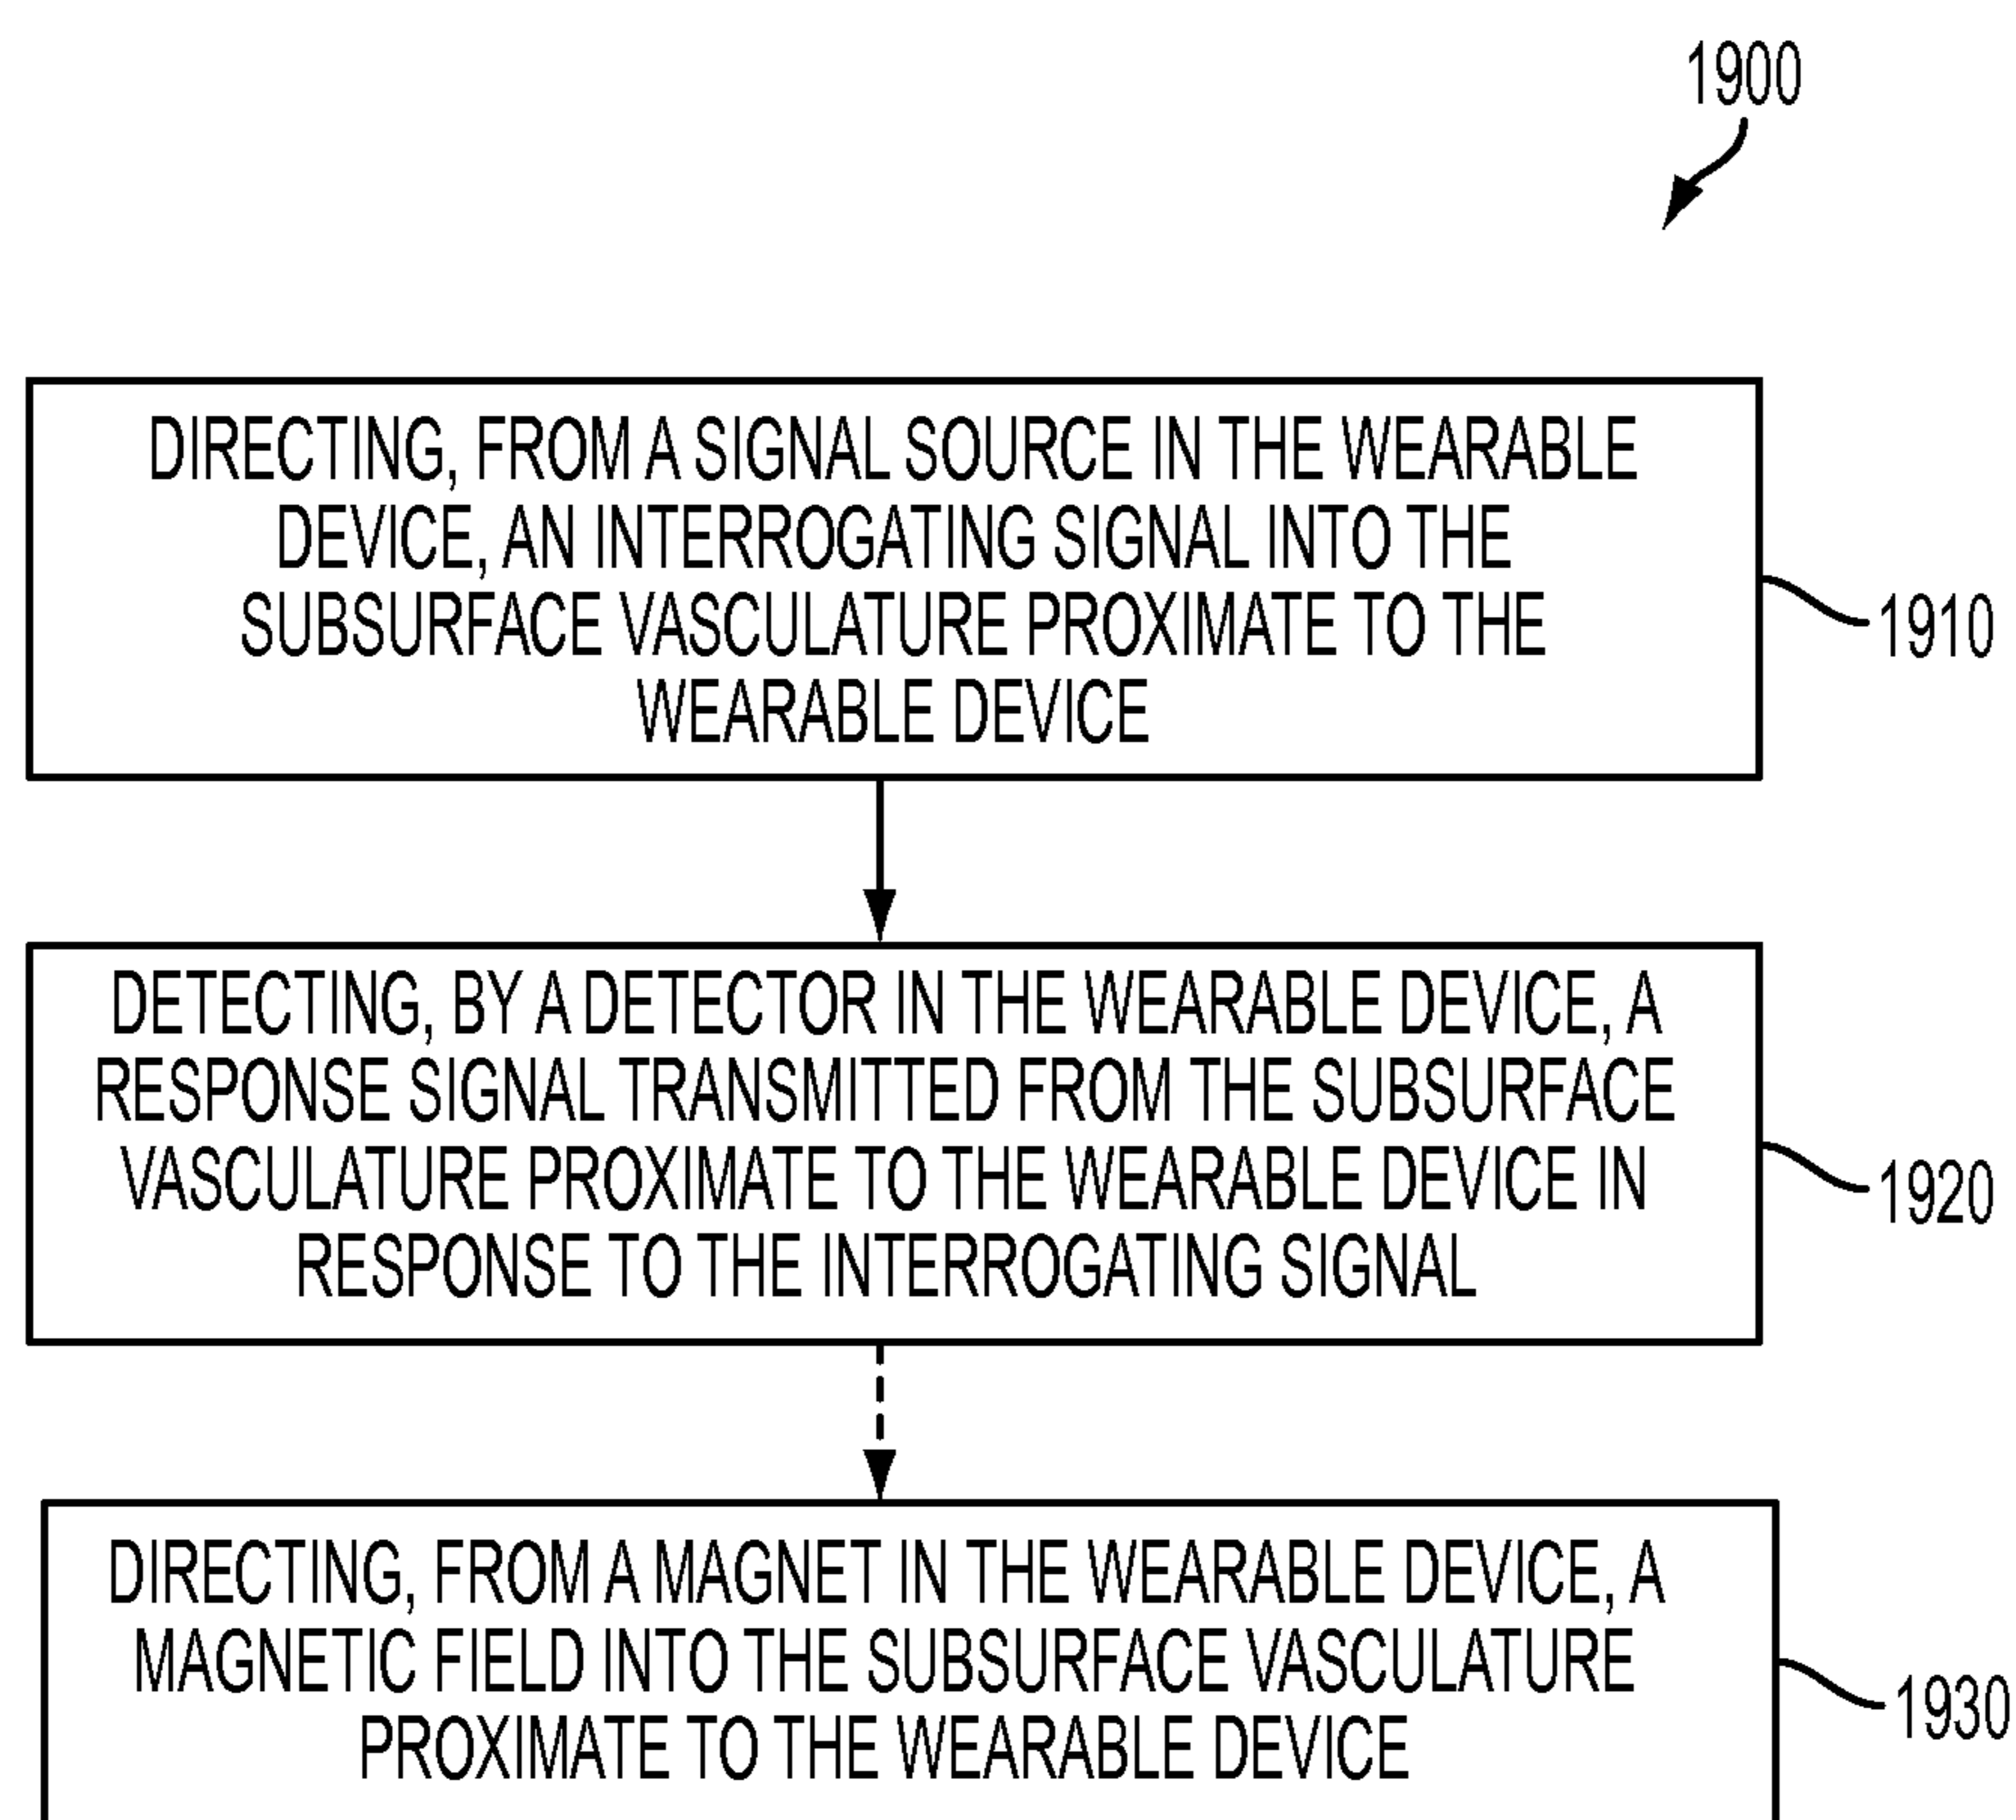 1900
DIRECTING, FROM A SIGNAL SOURCE IN THE WEARABLE
DEVICE, AN INTERROGATING SIGNAL INTO THE
SUBSURFACE VASCULATURE PROXIMATE TO THE
WEARABLE DEVICE
1910
DETECTING, BY A DETECTOR IN THE WEARABLE DEVICE, A
RESPONSE SIGNAL TRANSMITTED FROM THE SUBSURFACE
VASCULATURE PROXIMATE TO THE WEARABLE DEVICE IN
RESPONSE TO THE INTERROGATING SIGNAL
1920
DIRECTING, FROM A MAGNET IN THE WEARABLE DEVICE, A
MAGNETIC FIELD INTO THE SUBSURFACE VASCULATURE
PROXIMATE TO THE WEARABLE DEVICE
1930